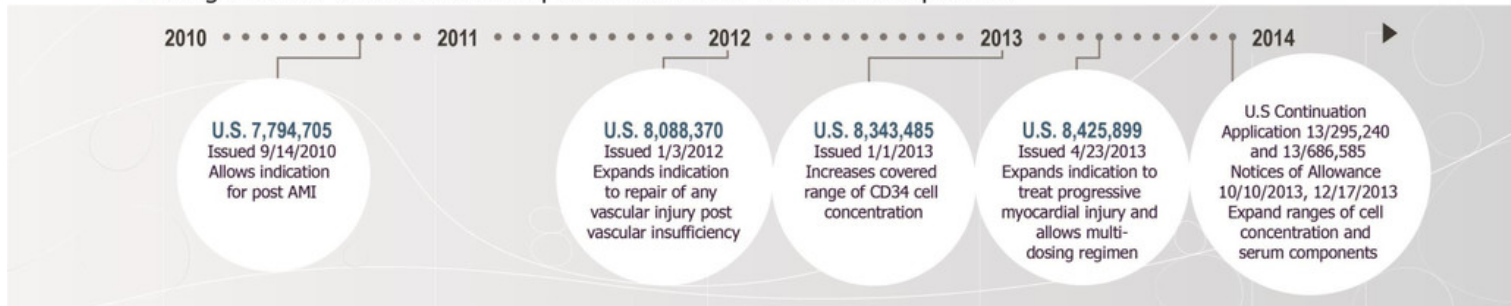 2010
2011
2012
2013
2014
U.S. 7,794,705
Issued 9/14/2010
Allows indication
for post AMI
U.S. 8,088,370
Issued 1/3/2012
Expands indication
to repair of any
vascular injury post
vascular insufficiency
U.S. 8,343,485
Issued 1/1/2013
Increases covered
range of CD34 cell
concentration
U.S. 8,425,899
Issued 4/23/2013
Expands indication to
treat progressive
myocardial injury and
allows multi-
dosing regimen
U.S Continuation
Application 13/295,240
and 13/686,585
Notices of Allowance
10/10/2013, 12/17/2013
Expand ranges of cell
concentration and
serum components